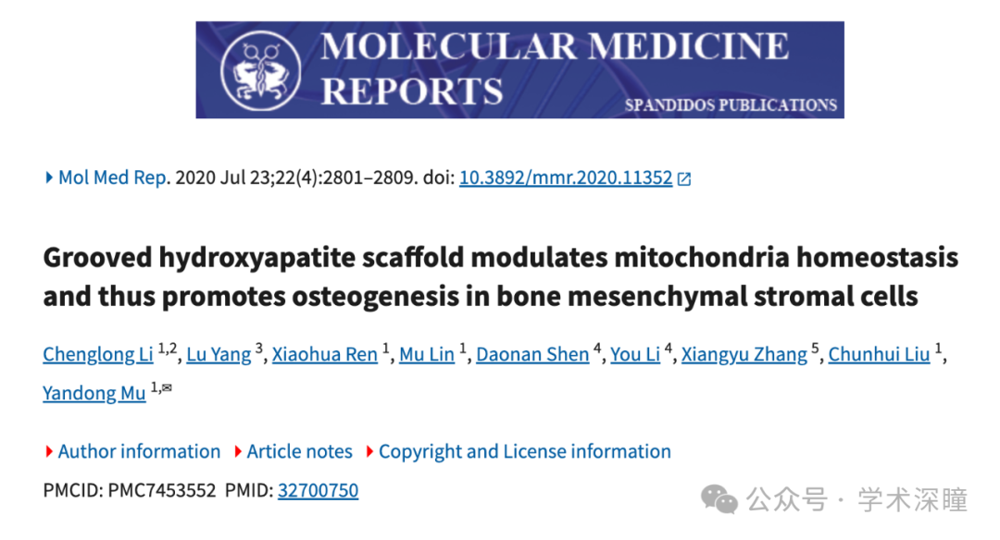 MOLECULAR MEDICINE
REPORTS
SPANDIDOS PUBLICATIONS
Mol Med Rep. 2020 Jul 23;22(4):2801–2809. doi: 10.3892/mmr.2020.11352
Grooved hydroxyapatite scaffold modulates mitochondria homeostasis
and thus promotes osteogenesis in bone mesenchymal stromal cells
Chenglong Li 1,2, Lu Yang 3, Xiaohua Ren 1, Mu Lin 1, Daonan Shen 4, You Li 4, Xiangyu Zhang 5, Chunhui Liu 1,
Yandong Mu 1,✉
Author information Article notes Copyright and License information
PMCID: PMC7453552 PMID: 32700750
公众号 · 学术深瞳